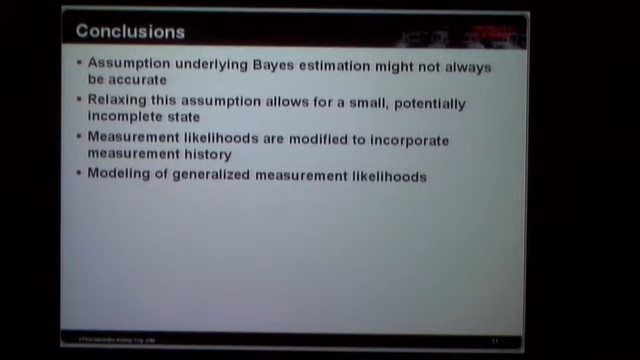 Conclusions
▪ Assumption underlying Bayes estimation might not always
be accurate
▪ Relaxing this assumption allows for a small, potentially
incomplete state
▪ Measurement likelihoods are modified to incorporate
measurement history
▪ Modeling of generalized measurement likelihoods